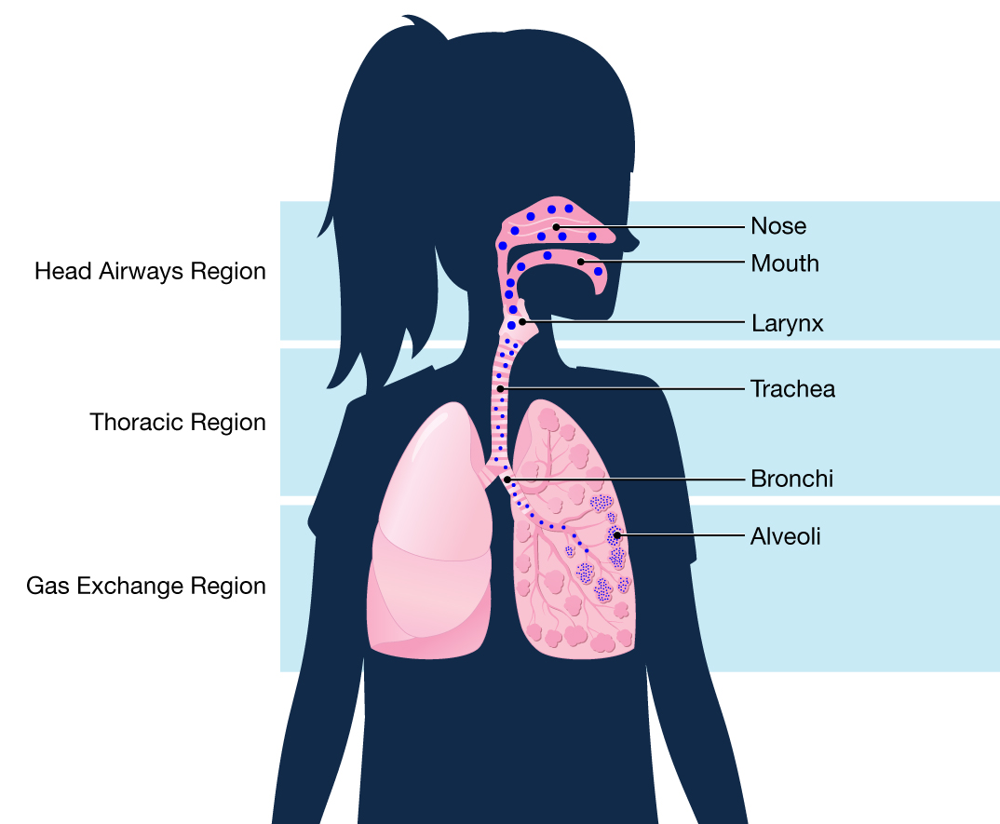 Nose
Mouth
Head Airways Region
Larynx
Trachea
Thoracic Region
Bronchi
Alveoli
Gas Exchange Region